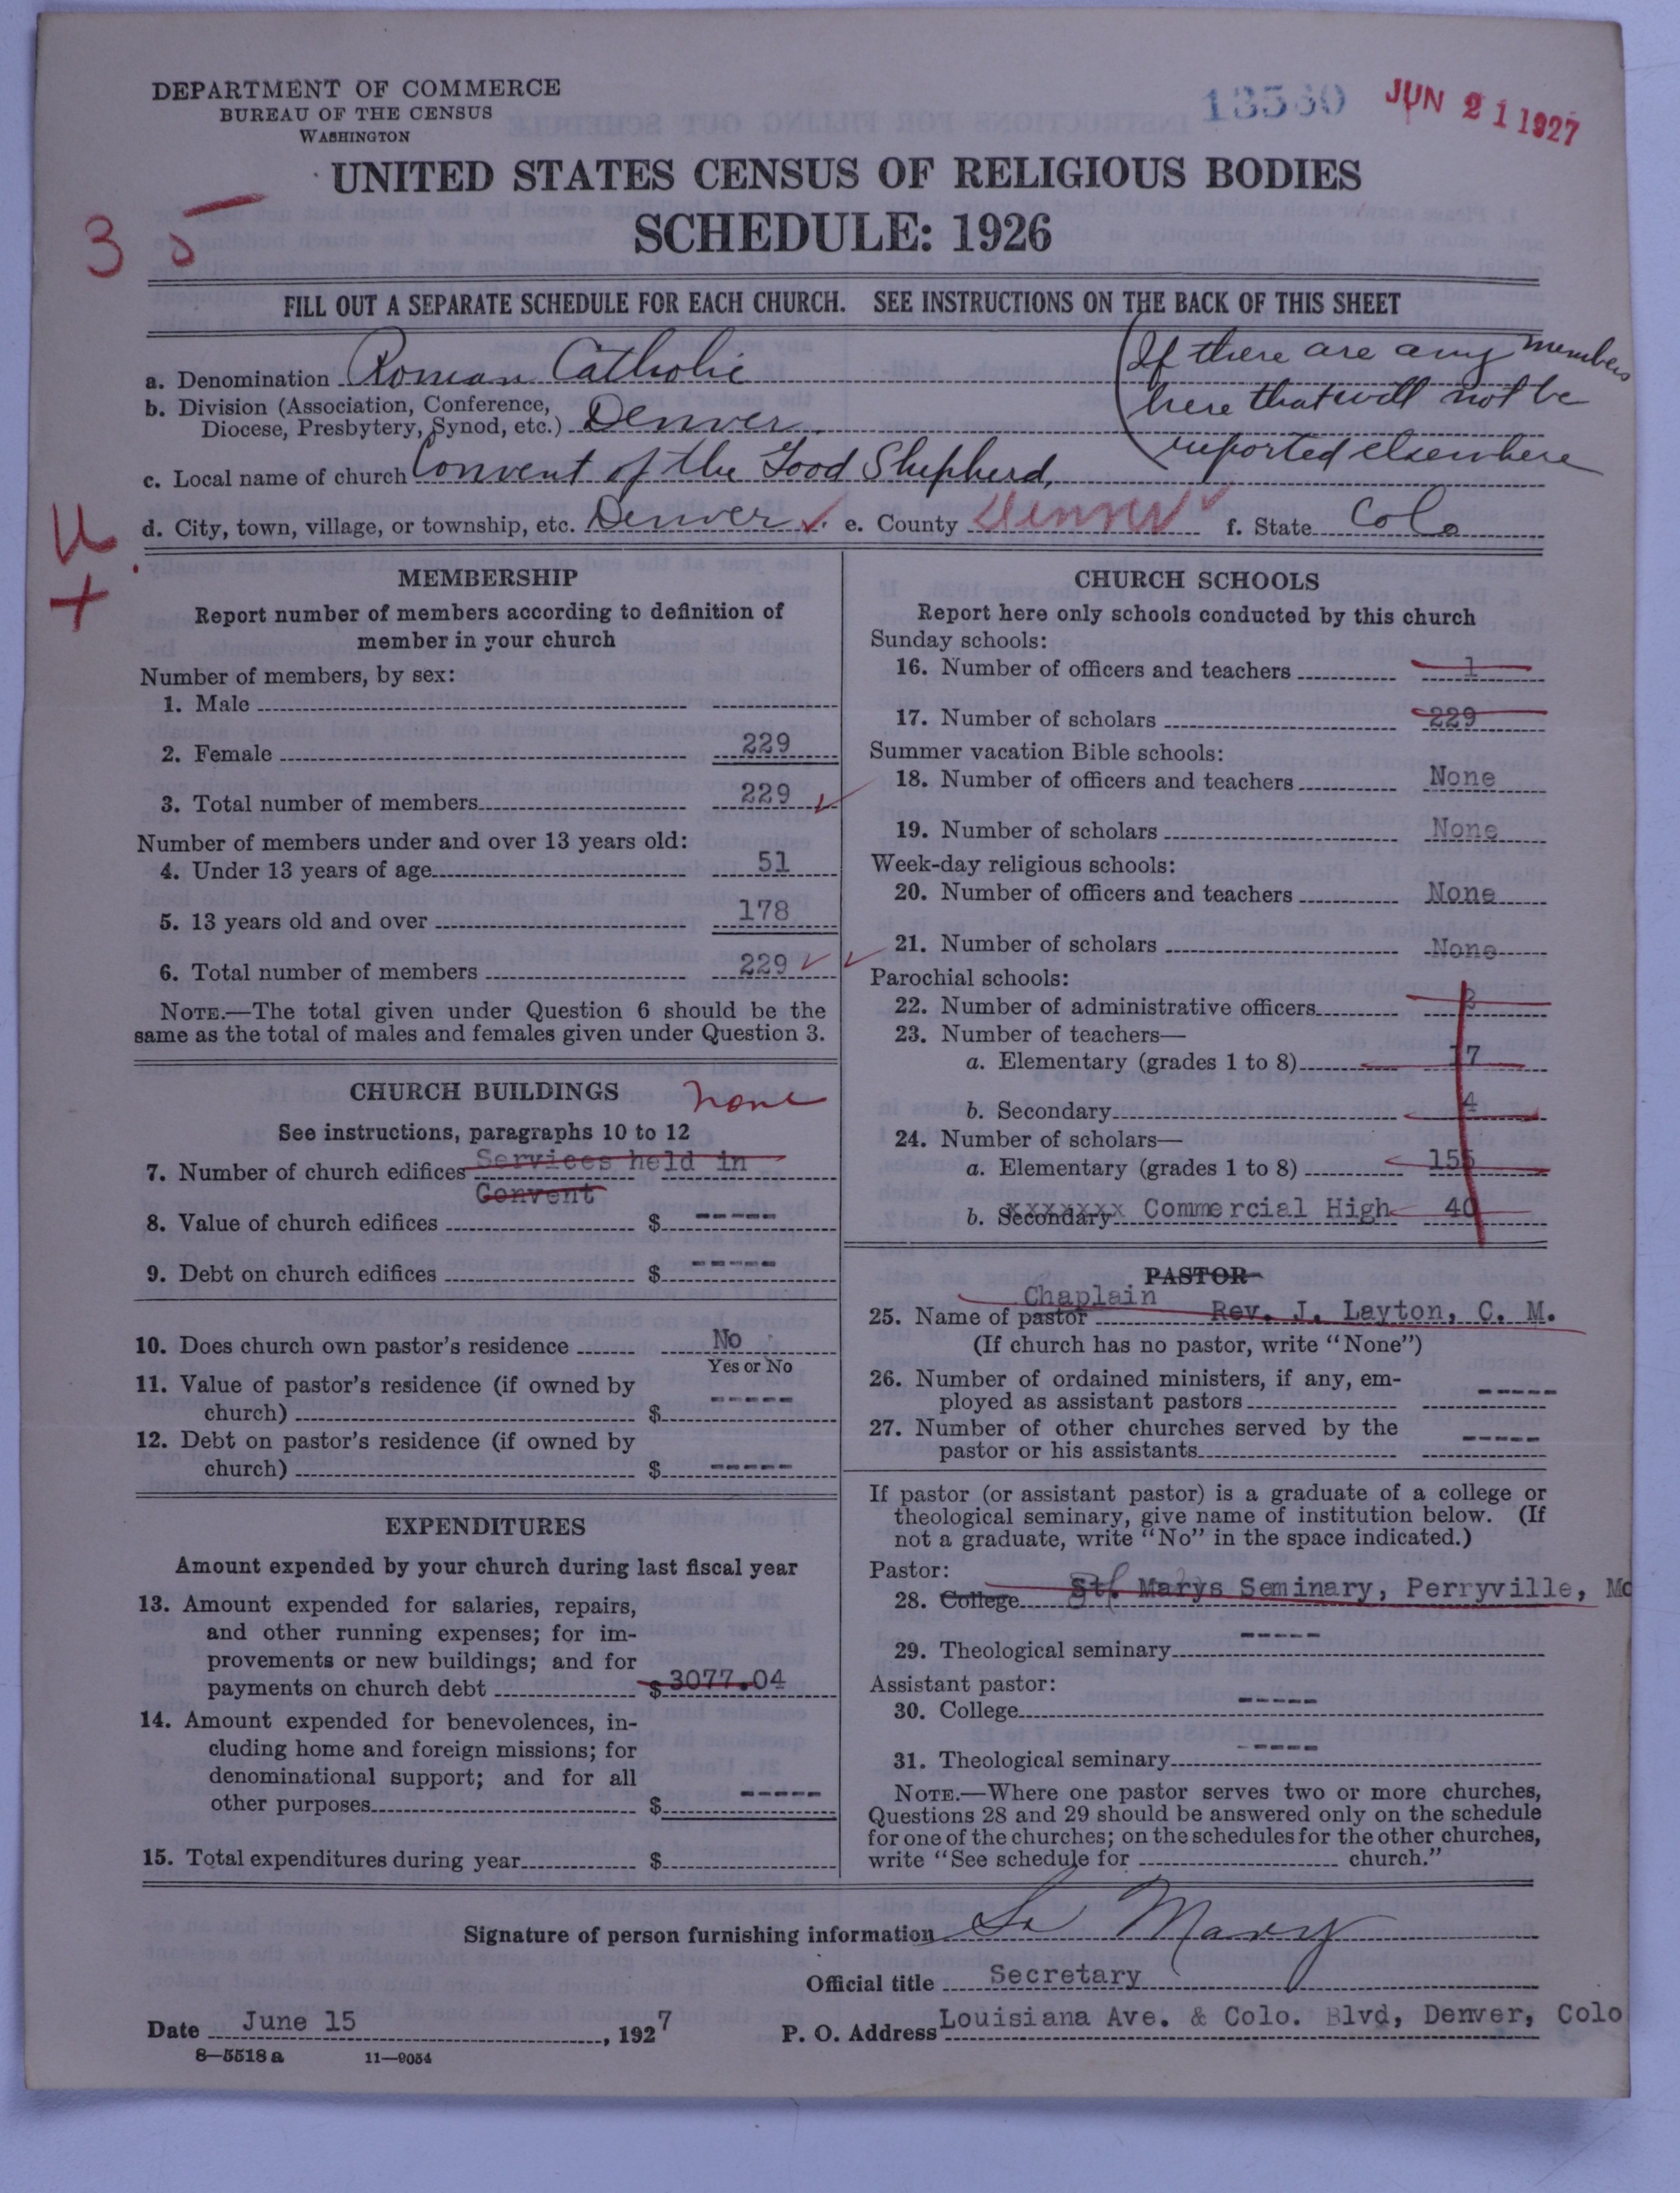 DEPARTMENT OF COMMERCE
BUREAU OF THE CENSUS
WASHINGTON
13560
JUN 21 1927
UNITED STATES CENSUS OF RELIGIOUS BODIES
SCHEDULE: 1926
3 5
FILL OUT A SEPARATE SCHEDULE FOR EACH CHURCH. SEE INSTRUCTIONS ON THE BACK OF THIS SHEET
a. Denomination Roman Catholic
(If there are any members
here that will not be
reported elsewhere
b. Division (Association, Conference,
Diocese, Presbytery, Synod, etc.) Denver
c. Local name of church Convent of the Good Shepherd,
d. City, town, village, or township, etc. Denver e. County Denver f. State Colo
U
+
MEMBERSHIP
Report number of members according to definition of
member in your church
Number of members, by sex:
1. Male
2. Female 229
3. Total number of members 229
Number of members under and over 13 years old:
4. Under 13 years of age 51
5. 13 years old and over 178
6. Total number of members 229
NOTE.—The total given under Question 6 should be the
same as the total of males and females given under Question 3.
CHURCH BUILDINGS none
See instructions, paragraphs 10 to 12
7. Number of church edifices Services held in
Convent
8. Value of church edifices $ -----
9. Debt on church edifices $ -----
10. Does church own pastor's residence No
Yes or No
11. Value of pastor's residence (if owned by
church) $ -----
12. Debt on pastor's residence (if owned by
church) $ -----
EXPENDITURES
Amount expended by your church during last fiscal year
13. Amount expended for salaries, repairs,
and other running expenses; for im-
provements or new buildings; and for
payments on church debt $ 3077.04
14. Amount expended for benevolences, in-
cluding home and foreign missions; for
denominational support; and for all
other purposes $ -----
15. Total expenditures during year $
CHURCH SCHOOLS
Report here only schools conducted by this church
Sunday schools:
16. Number of officers and teachers 1
17. Number of scholars 229
Summer vacation Bible schools:
18. Number of officers and teachers None
19. Number of scholars None
Week-day religious schools:
20. Number of officers and teachers None
21. Number of scholars None
Parochial schools:
22. Number of administrative officers
23. Number of teachers—
a. Elementary (grades 1 to 8) 17
b. Secondary 4
24. Number of scholars—
a. Elementary (grades 1 to 8) 155
b. Secondary Commercial High 40
PASTOR
Chaplain
25. Name of pastor Rev. J. Layton, C. M.
(If church has no pastor, write "None")
26. Number of ordained ministers, if any, em-
ployed as assistant pastors -----
27. Number of other churches served by the
pastor or his assistants -----
If pastor (or assistant pastor) is a graduate of a college or
theological seminary, give name of institution below. (If
not a graduate, write "No" in the space indicated.)
Pastor:
28. College St. Marys Seminary, Perryville, Mo
29. Theological seminary -----
Assistant pastor:
30. College -----
31. Theological seminary -----
NOTE.—Where one pastor serves two or more churches,
Questions 28 and 29 should be answered only on the schedule
for one of the churches; on the schedules for the other churches,
write "See schedule for church."
Signature of person furnishing information Sr Mary
Official title Secretary
Date June 15, 1927
P. O. Address Louisiana Ave. & Colo. Blvd, Denver, Colo
8—5518 a 11—9054